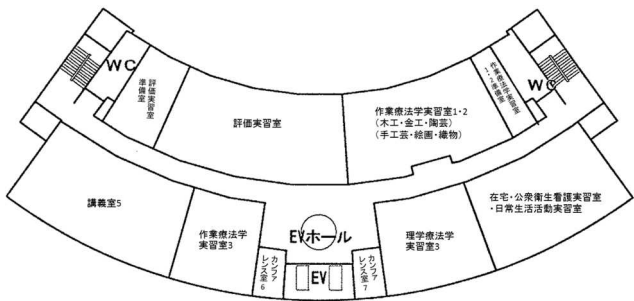 WC
評価実習室
準備室
評価実習室
作業療法学実習室1・2
(木工・金工・陶芸)
(手工芸・絵画・織物)
作業療法学実習室
1・2準備室
WC
講義室5
作業療法学
実習室3
カンファ
レンス室6
EVホール
EV
カンファ
レンス室7
理学療法学
実習室3
在宅・公衆衛生看護実習室
・日常生活活動実習室